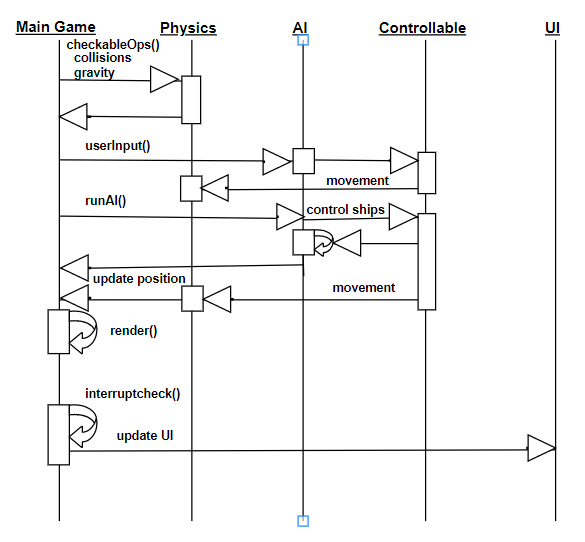 Main Game
Physics
AI
Controllable
UI
checkableOps()
collisions
gravity
userInput()
movement
runAI()
control ships
update position
movement
render()
interruptcheck()
update UI